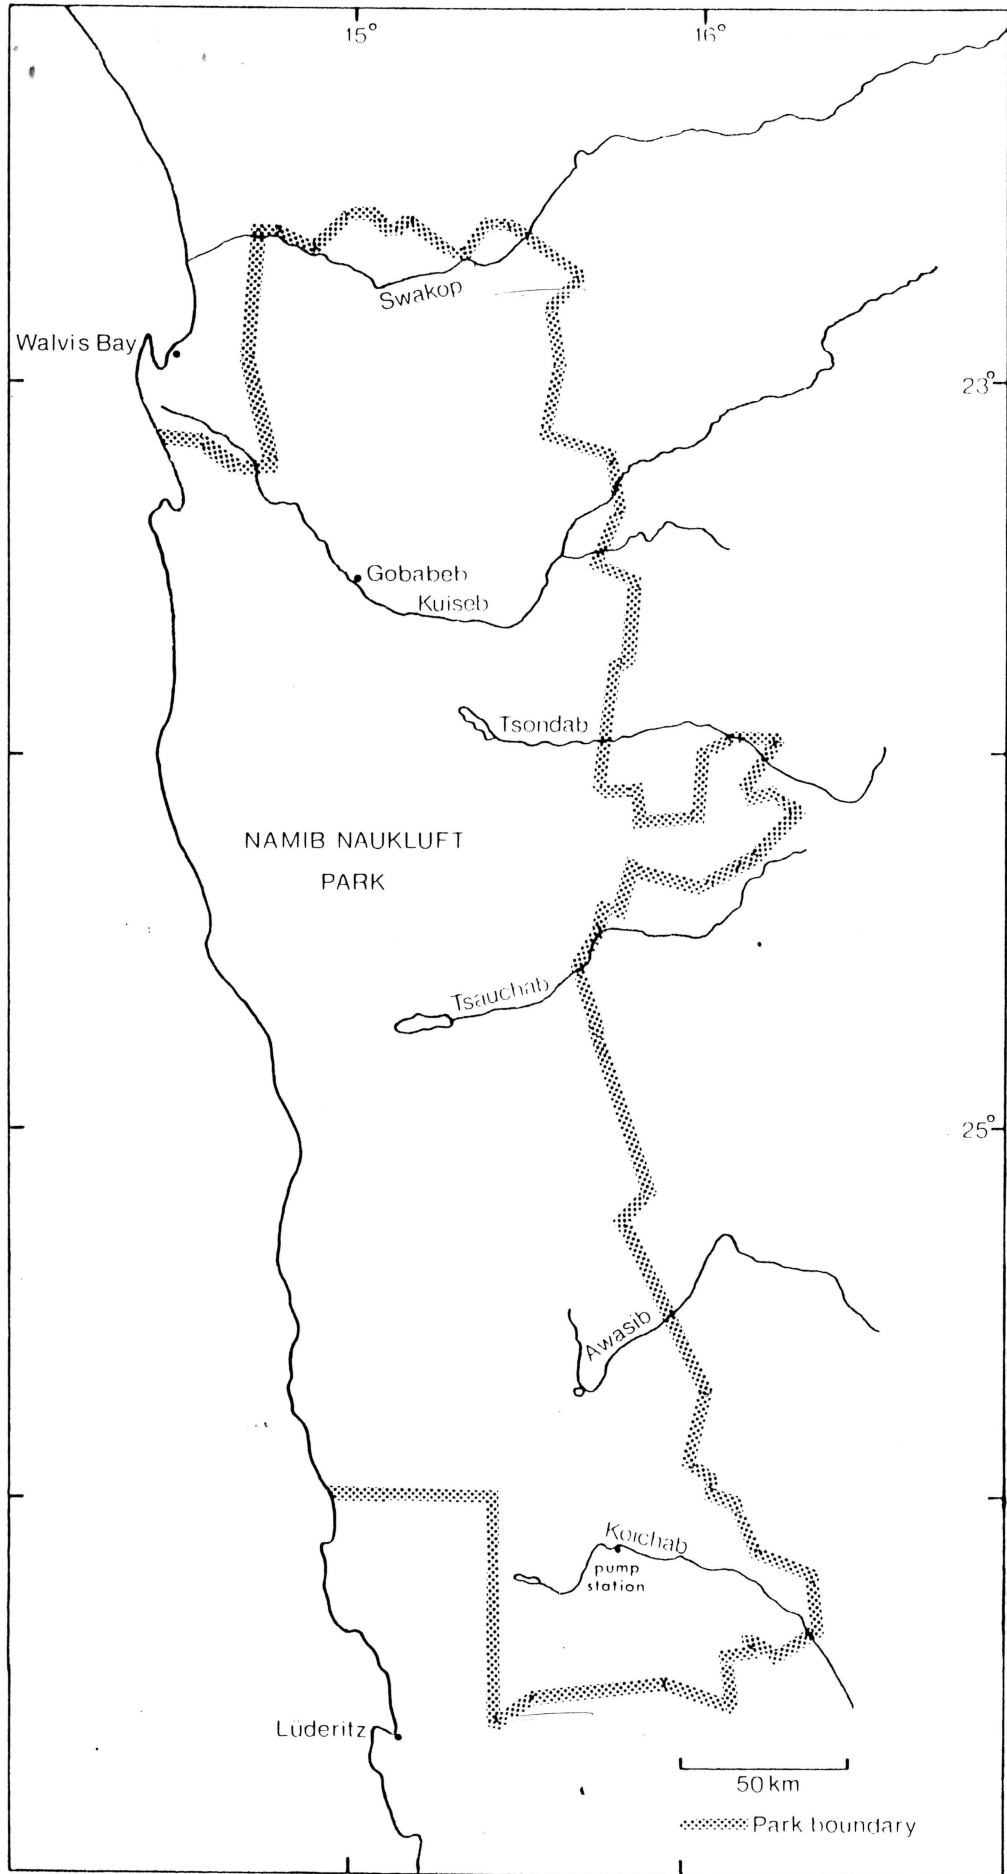 15°
16°
Swakop
Walvis Bay
23°
Gobabeb
Kuiseb
Tsondab
NAMIB NAUKLUFT
PARK
Tsauchab
25°
Awasib
Koichab
pump
station
Lüderitz
50 km
Park boundary